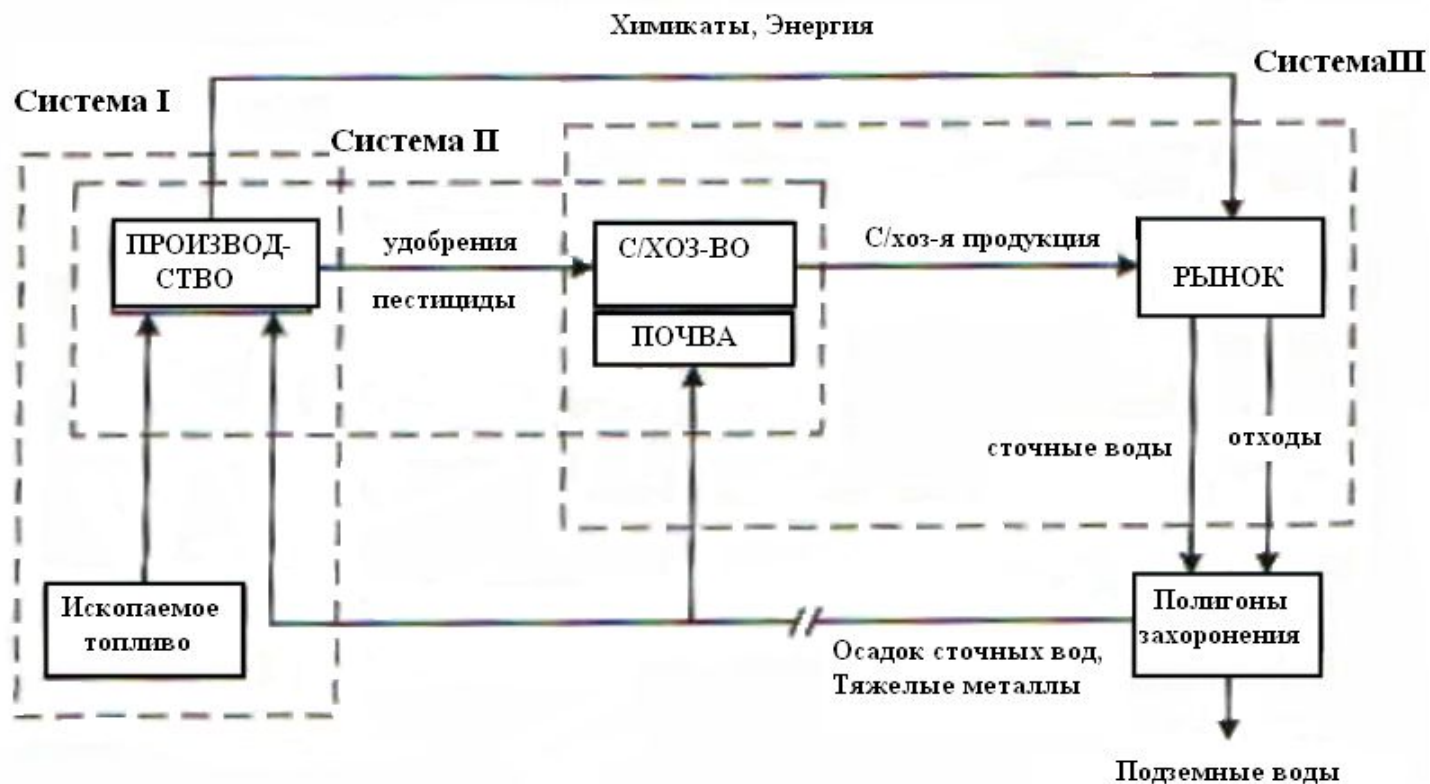 Химикаты, Энергия
СистемаIII
Система I
Система II
ПРОИЗВОД-
СТВО
удобрения
пестициды
С/ХОЗ-ВО
ПОЧВА
С/хоз-я продукция
РЫНОК
сточные воды
отходы
Ископаемое
топливо
Полигоны
захоронения
Осадок сточных вод,
Тяжелые металлы
Подземные воды